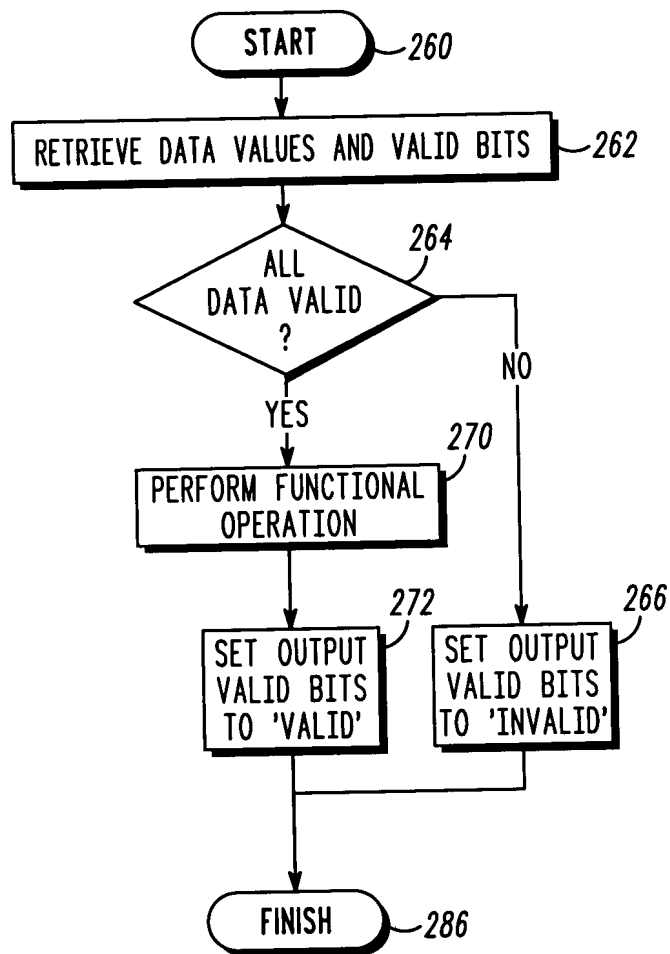 START
260
RETRIEVE DATA VALUES AND VALID BITS
262
ALL
DATA VALID
?
264
NO
YES
270
PERFORM FUNCTIONAL
OPERATION
272
SET OUTPUT
VALID BITS
TO 'VALID'
266
SET OUTPUT
VALID BITS
TO 'INVALID'
FINISH
286